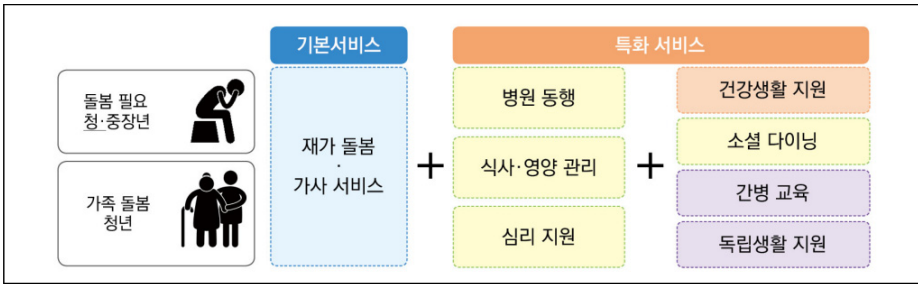 기본서비스
특화 서비스
돌봄 필요
청·중장년
가족 돌봄
청년
재가 돌봄
·
가사 서비스
+
병원 동행
식사·영양 관리
심리 지원
+
건강생활 지원
소셜 다이닝
간병 교육
독립생활 지원